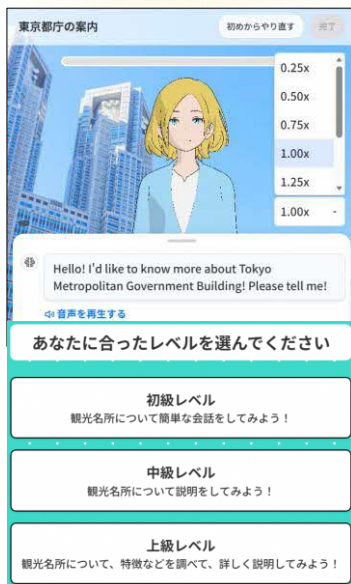 東京都庁の案内
初めからやり直す
完了
0.25x
0.50x
0.75x
1.00x
1.25x
1.00x
Hello! I'd like to know more about Tokyo
Metropolitan Government Building! Please tell me!
音声を再生する
あなたに合ったレベルを選んでください
初級レベル
観光名所について簡単な会話をしてみよう！
中級レベル
観光名所について説明をしてみよう！
上級レベル
観光名所について、特徴などを調べて、詳しく説明してみよう！